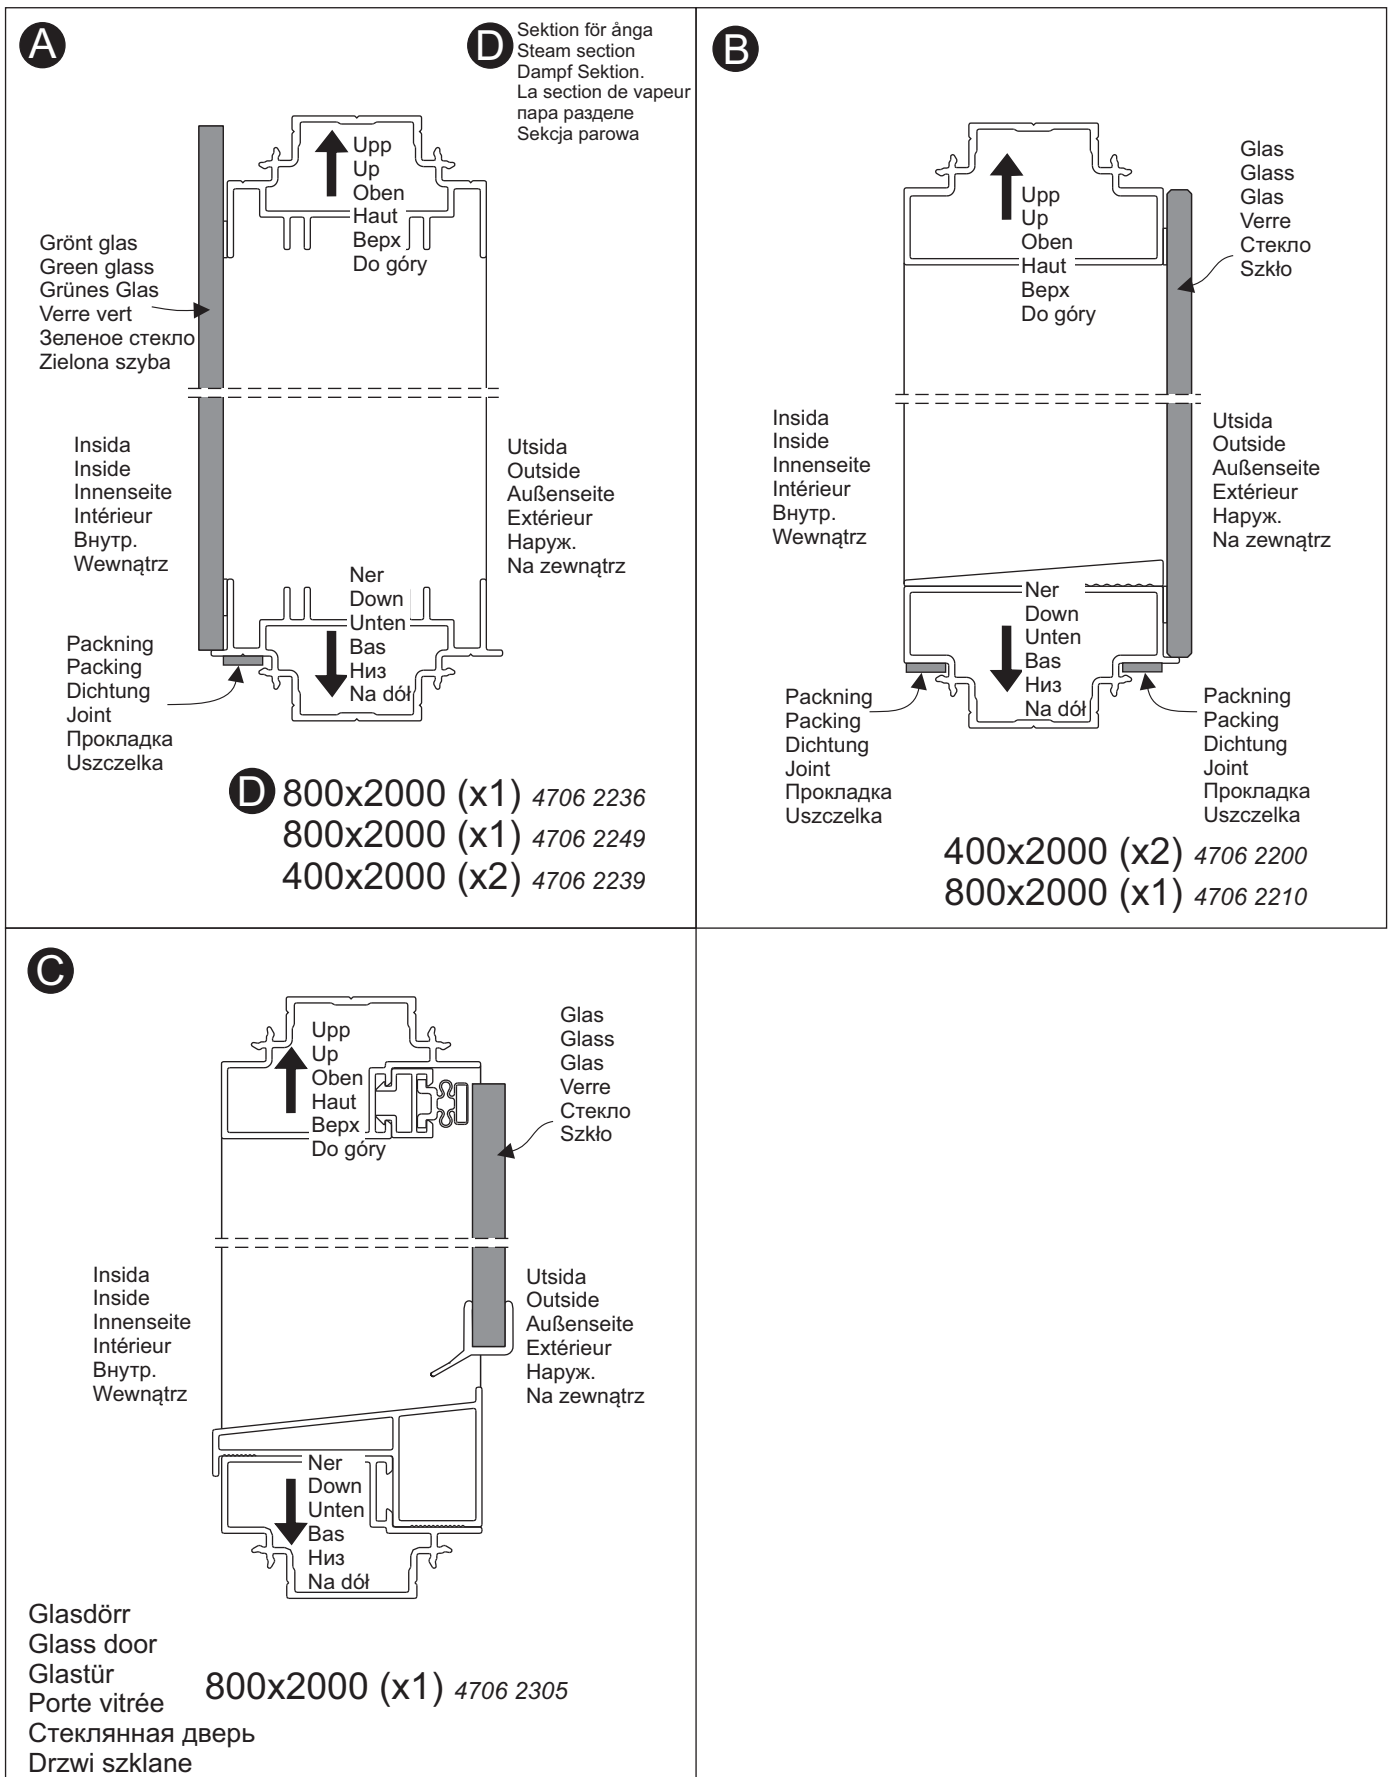 A
D
Sektion för ånga
Steam section
Dampf Sektion.
La section de vapeur
пара разделе
Sekcja parowa
Upp
Up
Oben
Haut
Верх
Do góry
Grönt glas
Green glass
Grünes Glas
Verre vert
Зеленое стекло
Zielona szyba
Insida
Inside
Innenseite
Intérieur
Внутр.
Wewnątrz
Utsida
Outside
Außenseite
Extérieur
Наруж.
Na zewnątrz
Ner
Down
Unten
Bas
Низ
Na dół
Packning
Packing
Dichtung
Joint
Прокладка
Uszczelka
D 800x2000 (x1) 4706 2236
800x2000 (x1) 4706 2249
400x2000 (x2) 4706 2239
B
Upp
Up
Oben
Haut
Верх
Do góry
Glas
Glass
Glas
Verre
Стекло
Szkło
Insida
Inside
Innenseite
Intérieur
Внутр.
Wewnątrz
Utsida
Outside
Außenseite
Extérieur
Наруж.
Na zewnątrz
Ner
Down
Unten
Bas
Низ
Na dół
Packning
Packing
Dichtung
Joint
Прокладка
Uszczelka
Packning
Packing
Dichtung
Joint
Прокладка
Uszczelka
400x2000 (x2) 4706 2200
800x2000 (x1) 4706 2210
C
Upp
Up
Oben
Haut
Верх
Do góry
Glas
Glass
Glas
Verre
Стекло
Szkło
Insida
Inside
Innenseite
Intérieur
Внутр.
Wewnątrz
Utsida
Outside
Außenseite
Extérieur
Наруж.
Na zewnątrz
Ner
Down
Unten
Bas
Низ
Na dół
Glasdörr
Glass door
Glastür
Porte vitrée
Стеклянная дверь
Drzwi szklane
800x2000 (x1) 4706 2305